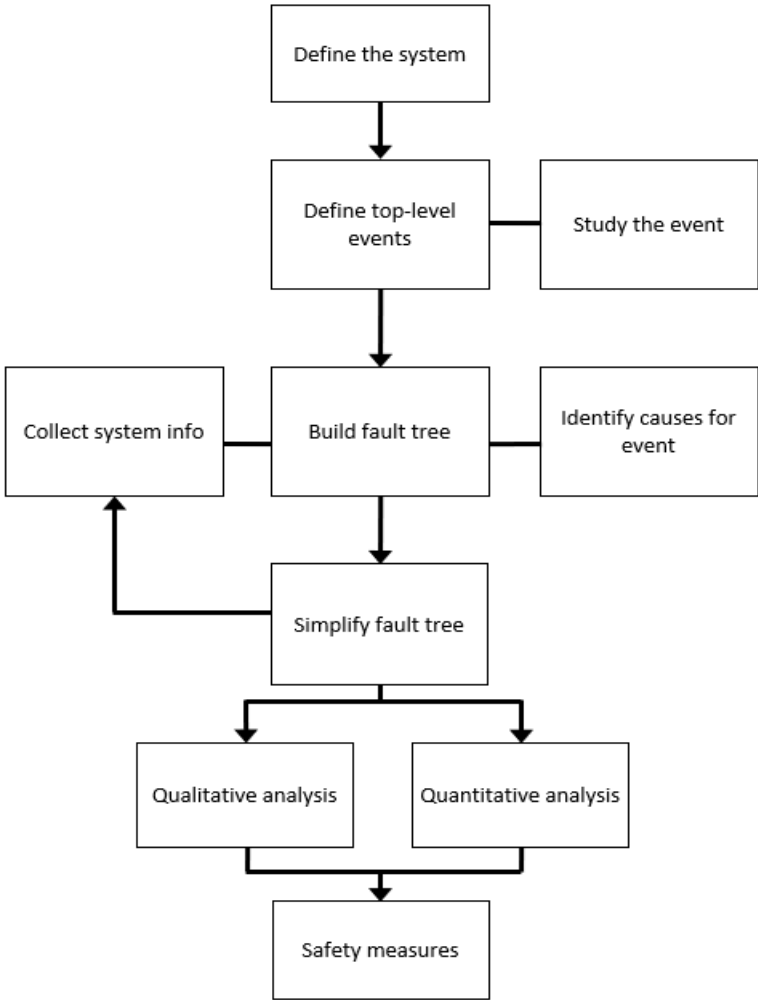 Define the system
Define top-level
events
Study the event
Collect system info
Build fault tree
Identify causes for
event
Simplify fault tree
Qualitative analysis
Quantitative analysis
Safety measures